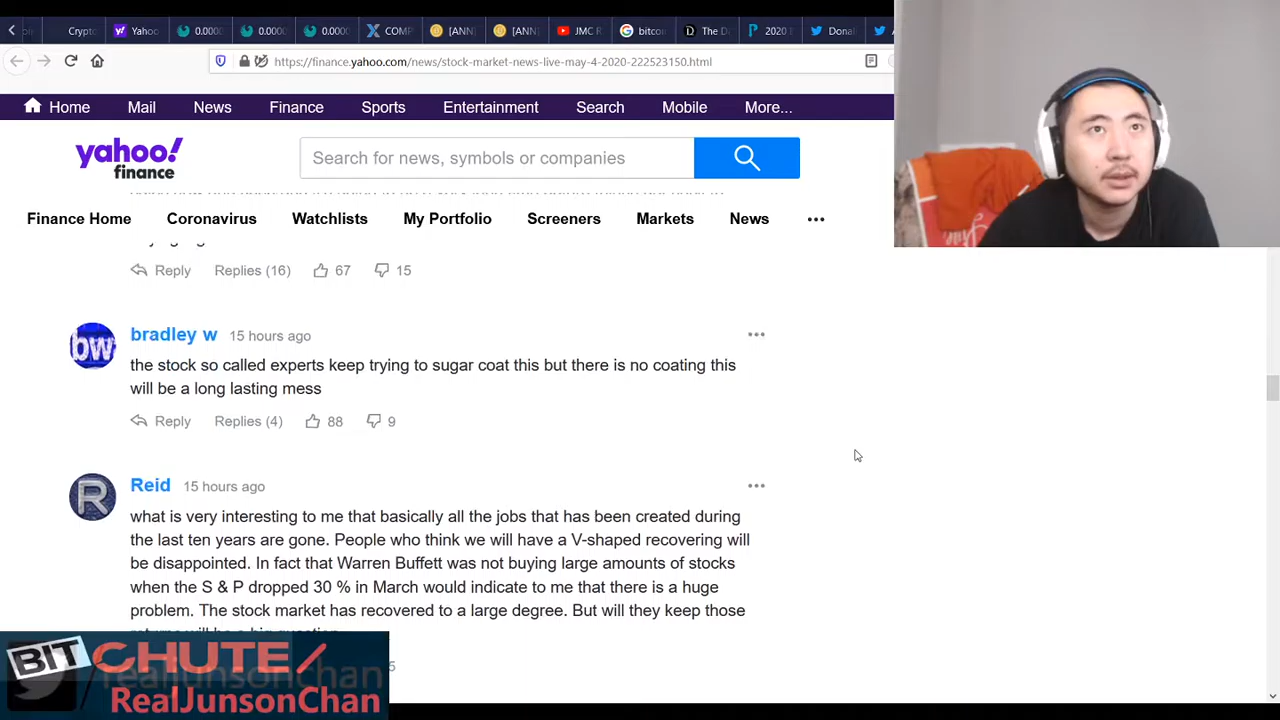 Crypto Yahoo 0.0000 0.0000 0.0000 COMP [ANN] [ANN] JMC R bitcoi The D 2020 Donal
https://finance.yahoo.com/news/stock-market-news-live-may-4-2020-222523150.html
Home Mail News Finance Sports Entertainment Search Mobile More...
yahoo!
finance
Search for news, symbols or companies
Finance Home Coronavirus Watchlists My Portfolio Screeners Markets News
Reply Replies (16) 67 15
bw
bradley w 15 hours ago
the stock so called experts keep trying to sugar coat this but there is no coating this
will be a long lasting mess
Reply Replies (4) 88 9
R
Reid 15 hours ago
what is very interesting to me that basically all the jobs that has been created during
the last ten years are gone. People who think we will have a V-shaped recovering will
be disappointed. In fact that Warren Buffett was not buying large amounts of stocks
when the S & P dropped 30 % in March would indicate to me that there is a huge
problem. The stock market has recovered to a large degree. But will they keep those
BIT CHUTE/
realjunsonchan
RealJunsonChan